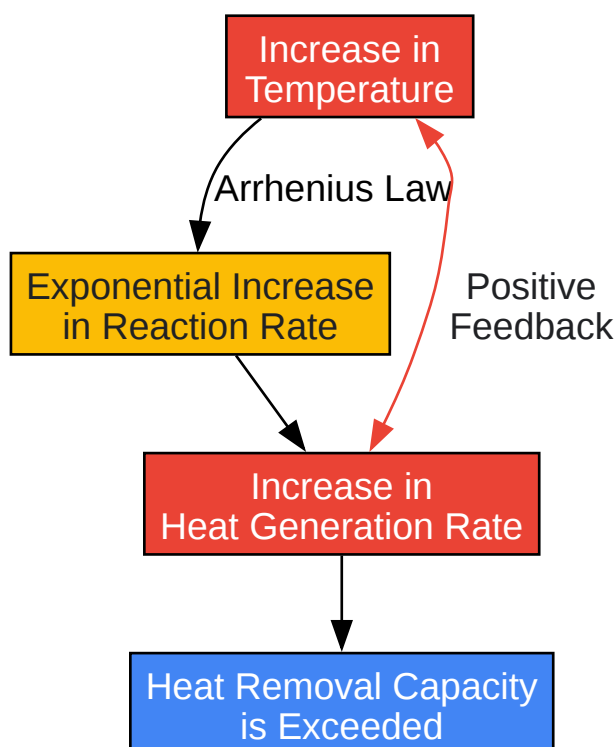 Increase in
Temperature
Arrhenius Law
Exponential Increase
in Reaction Rate
Positive
Feedback
Increase in
Heat Generation Rate
Heat Removal Capacity
is Exceeded